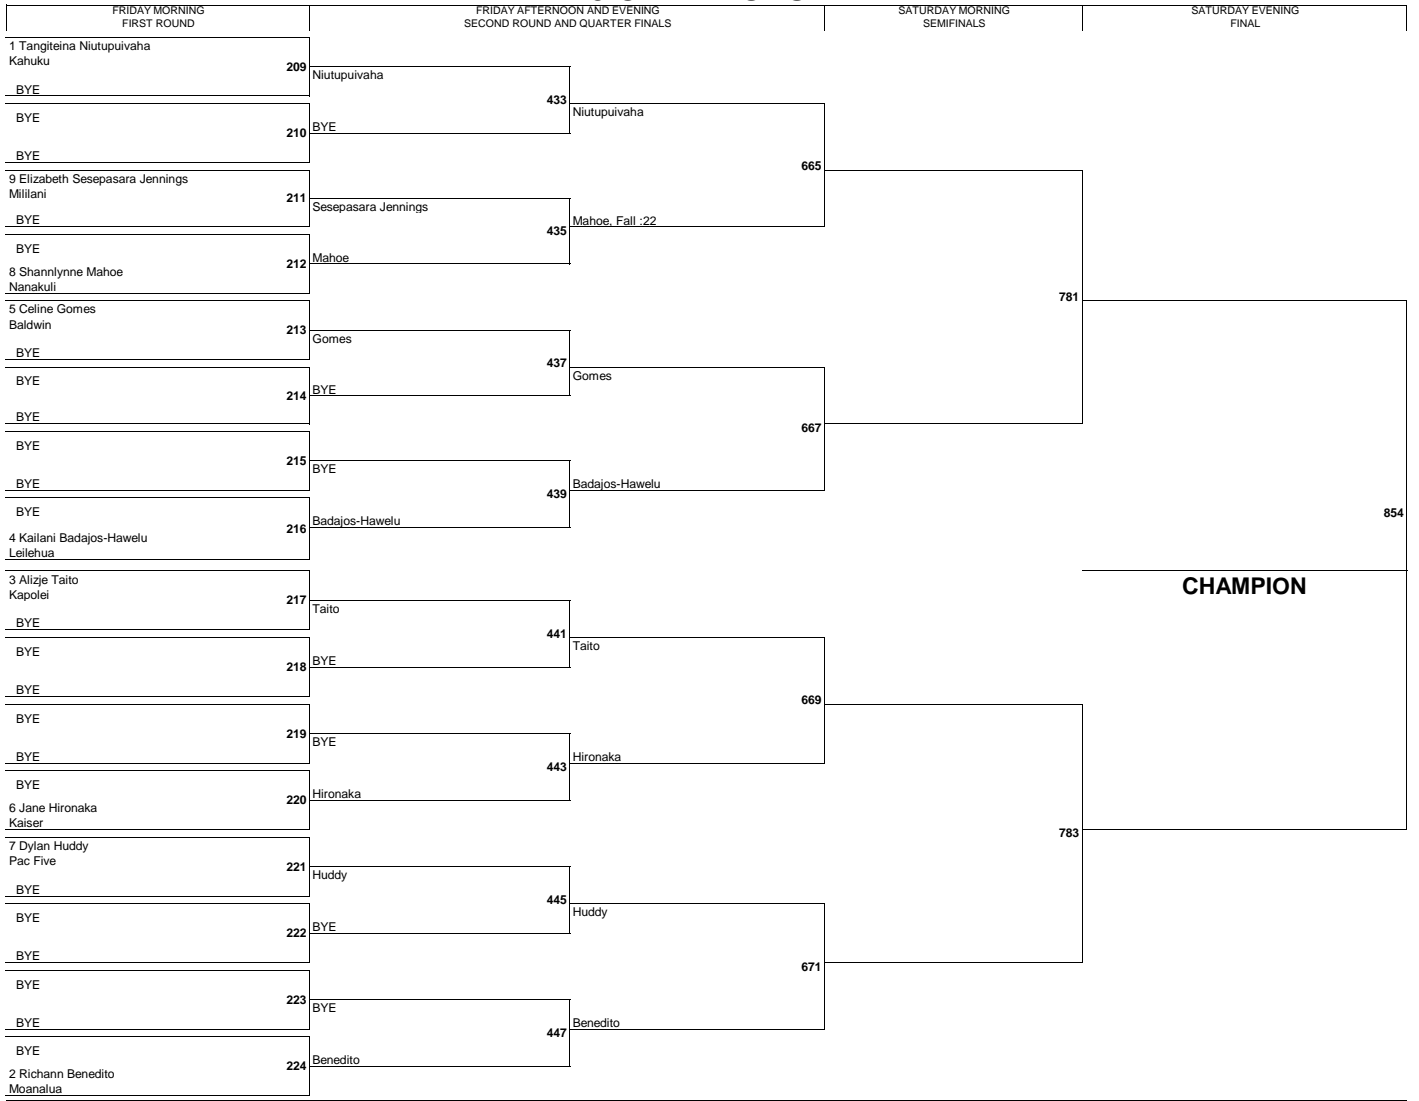 FRIDAY MORNING
FIRST ROUND
FRIDAY AFTERNOON AND EVENING
SECOND ROUND AND QUARTER FINALS
SATURDAY MORNING
SEMIFINALS
SATURDAY EVENING
FINAL
1 Tangiteina Niutupuivaha
Kahuku
209
BYE
Niutupuivaha
433
BYE
210
BYE
BYE
Niutupuivaha
665
9 Elizabeth Sesepasara Jennings
Mililani
211
BYE
Sesepasara Jennings
435
Mahoe, Fall :22
BYE
212
Mahoe
8 Shannlynne Mahoe
Nanakuli
781
5 Celine Gomes
Baldwin
213
BYE
Gomes
437
Gomes
BYE
214
BYE
BYE
667
BYE
215
BYE
BYE
439
Badajos-Hawelu
BYE
216
Badajos-Hawelu
4 Kailani Badajos-Hawelu
Leilehua
854
CHAMPION
3 Alizje Taito
Kapolei
217
BYE
Taito
441
Taito
BYE
218
BYE
BYE
669
BYE
219
BYE
BYE
443
Hironaka
BYE
220
Hironaka
6 Jane Hironaka
Kaiser
783
7 Dylan Huddy
Pac Five
221
BYE
Huddy
445
Huddy
BYE
222
BYE
BYE
671
BYE
223
BYE
BYE
447
Benedito
BYE
224
Benedito
2 Richann Benedito
Moanalua